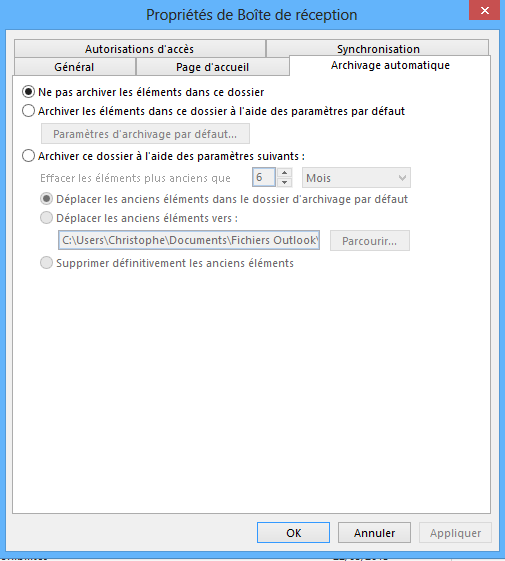 Propriétés de Boîte de réception
Autorisations d'accès
Synchronisation
Général
Page d'accueil
Archivage automatique
Ne pas archiver les éléments dans ce dossier
Archiver les éléments dans ce dossier à l'aide des paramètres par défaut
Paramètres d'archivage par défaut...
Archiver ce dossier à l'aide des paramètres suivants :
Effacer les éléments plus anciens que
6
Mois
Déplacer les anciens éléments dans le dossier d'archivage par défaut
Déplacer les anciens éléments vers :
C:\Users\Christophe\Documents\Fichiers Outlook\
Parcourir...
Supprimer définitivement les anciens éléments
OK
Annuler
Appliquer